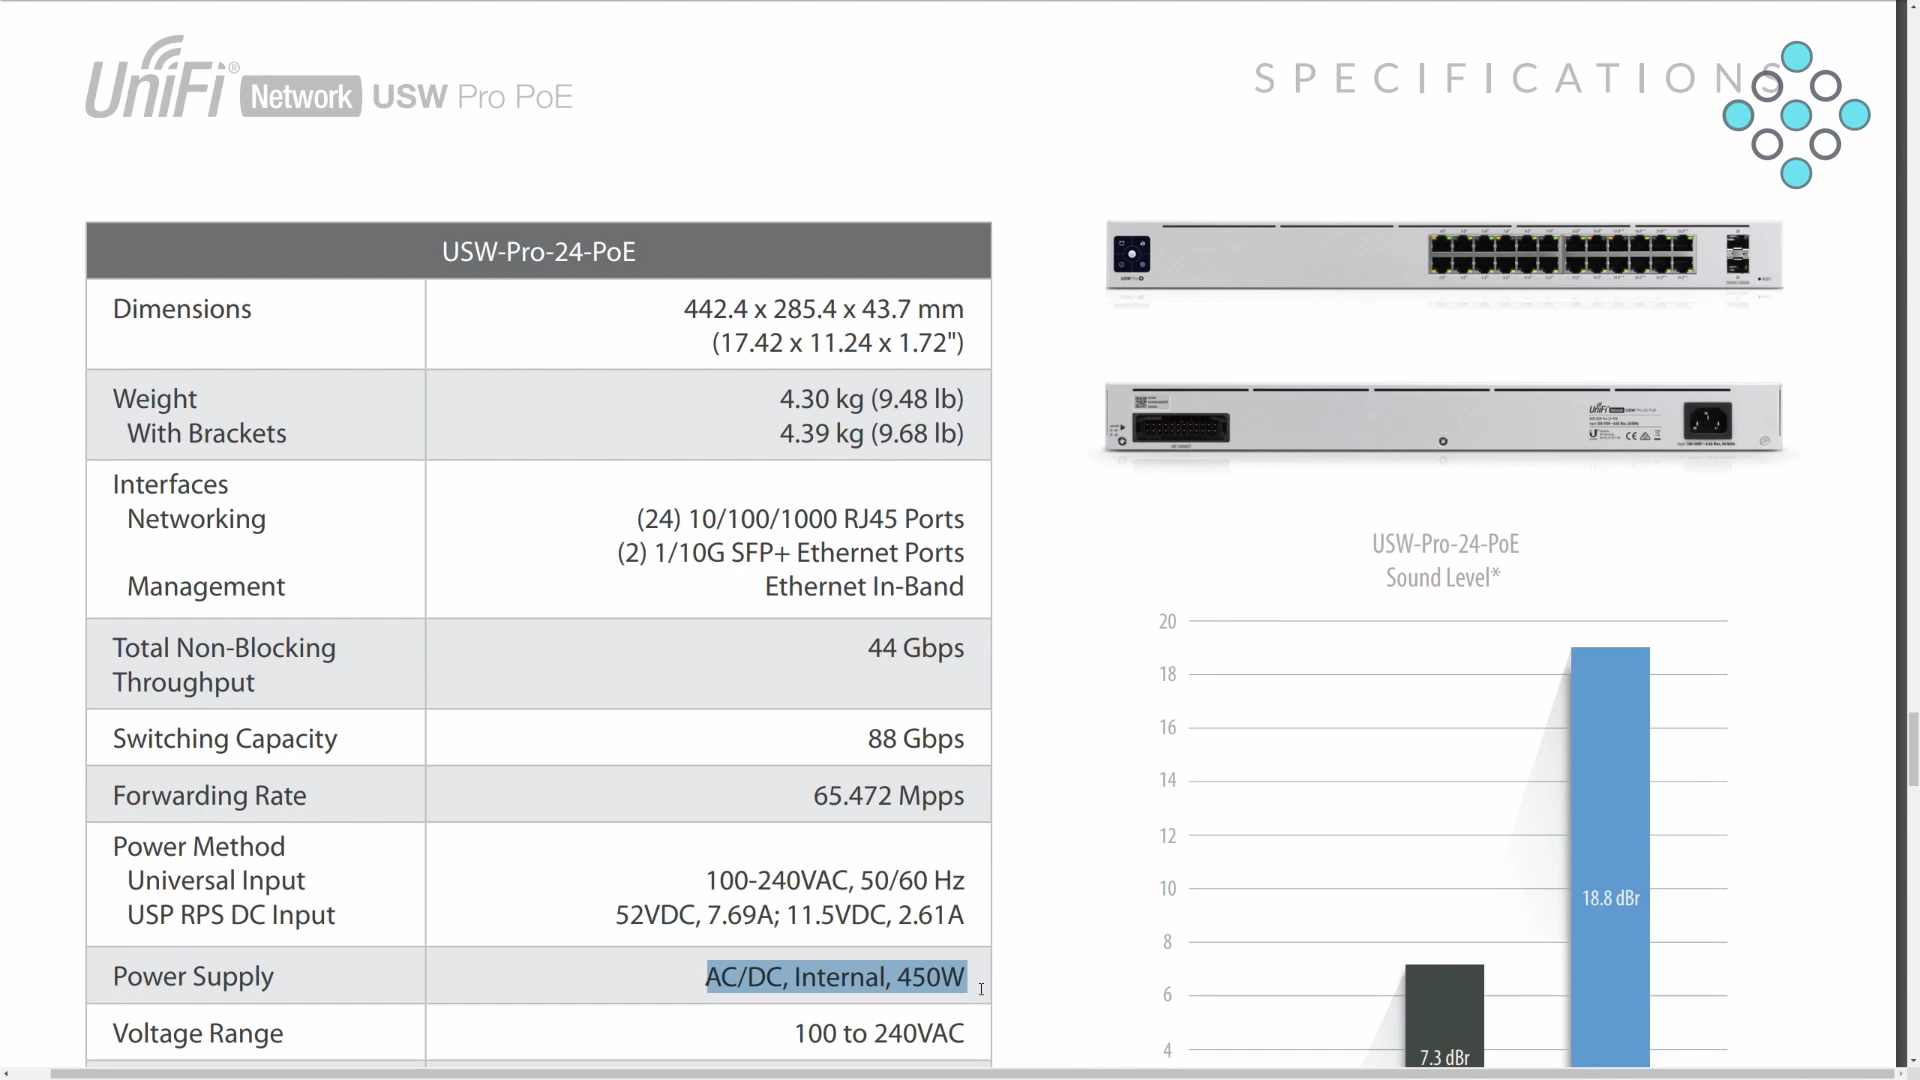 UniFi® Network USW Pro PoE
SPECIFICATIONS
USW-Pro-24-PoE
Dimensions 442.4 x 285.4 x 43.7 mm
(17.42 x 11.24 x 1.72")
Weight 4.30 kg (9.48 lb)
With Brackets 4.39 kg (9.68 lb)
Interfaces
Networking (24) 10/100/1000 RJ45 Ports
(2) 1/10G SFP+ Ethernet Ports
Management Ethernet In-Band
Total Non-Blocking 44 Gbps
Throughput
Switching Capacity 88 Gbps
Forwarding Rate 65.472 Mpps
Power Method
Universal Input 100-240VAC, 50/60 Hz
USP RPS DC Input 52VDC, 7.69A; 11.5VDC, 2.61A
Power Supply AC/DC, Internal, 450W
Voltage Range 100 to 240VAC
USW-Pro-24-PoE
Sound Level*
20
18
16
14
12
10
18.8 dBr
8
6
4
7.3 dBr